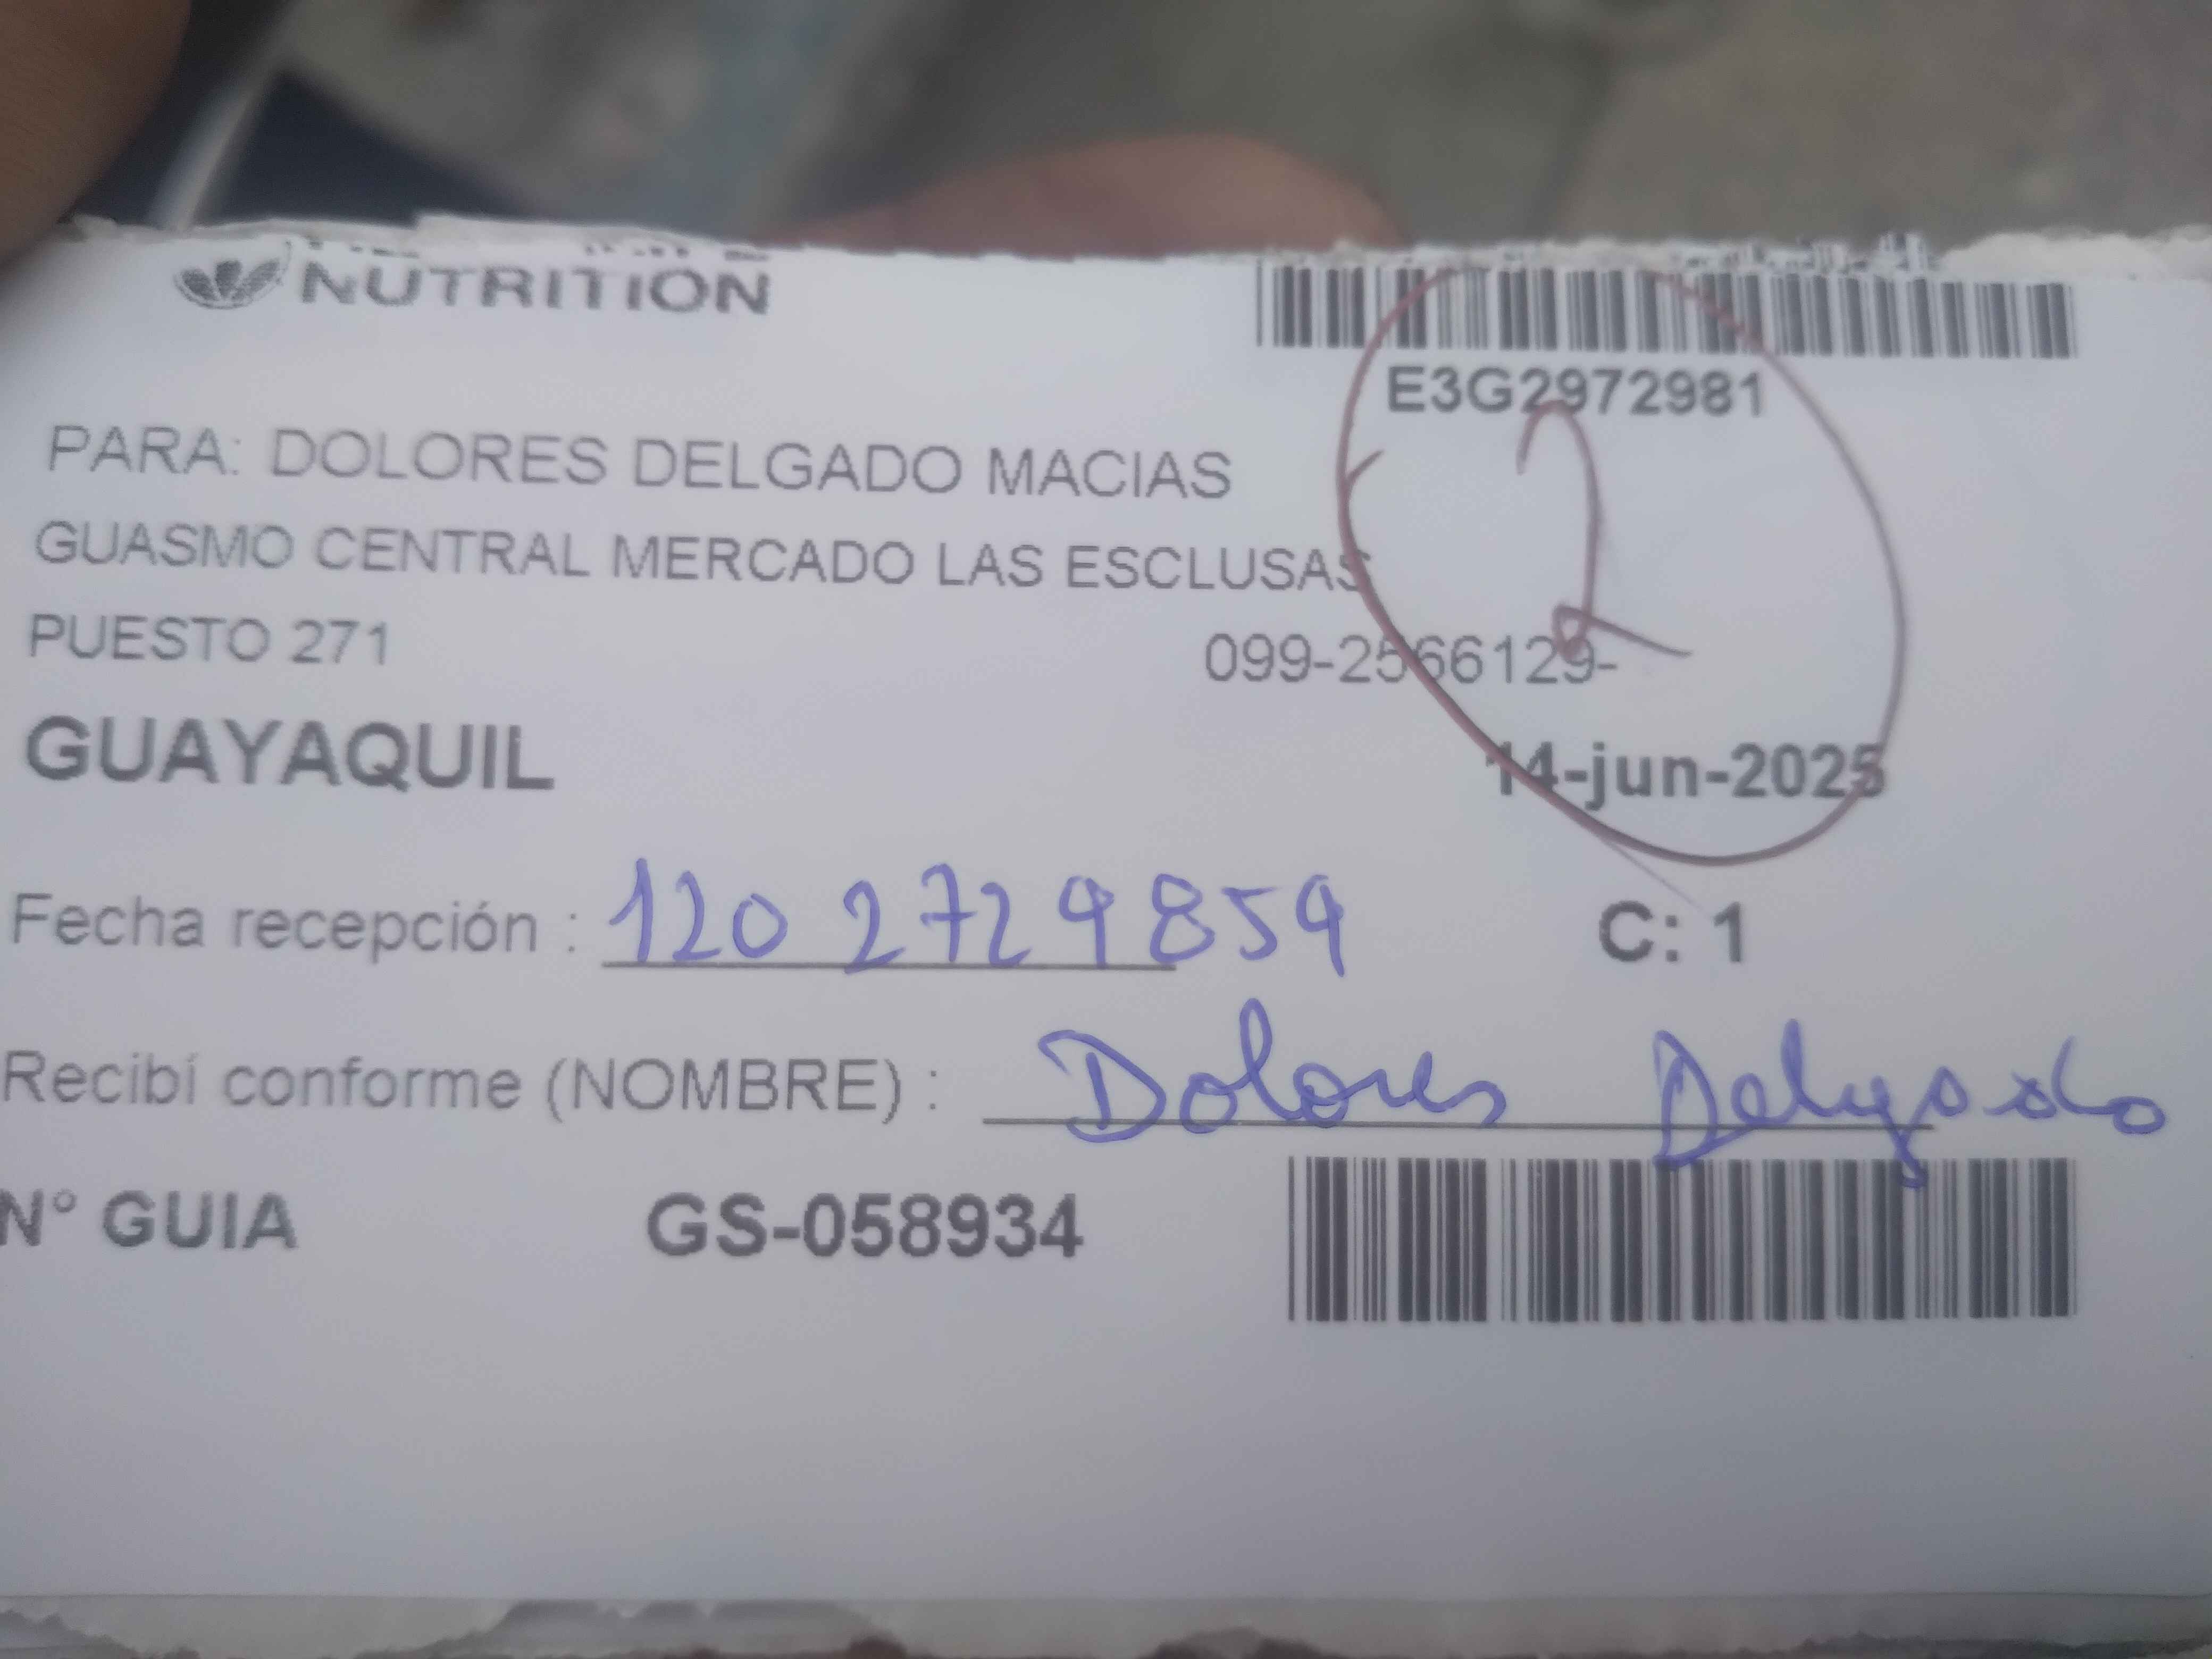 NUTRITION
E3G2972981
2
PARA: DOLORES DELGADO MACIAS
GUASMO CENTRAL MERCADO LAS ESCLUSAS
PUESTO 271 099-2566129-
GUAYAQUIL 14-jun-2025
Fecha recepción : 1202729859 C: 1
Recibí conforme (NOMBRE) : Dolores Delgado
N° GUIA GS-058934